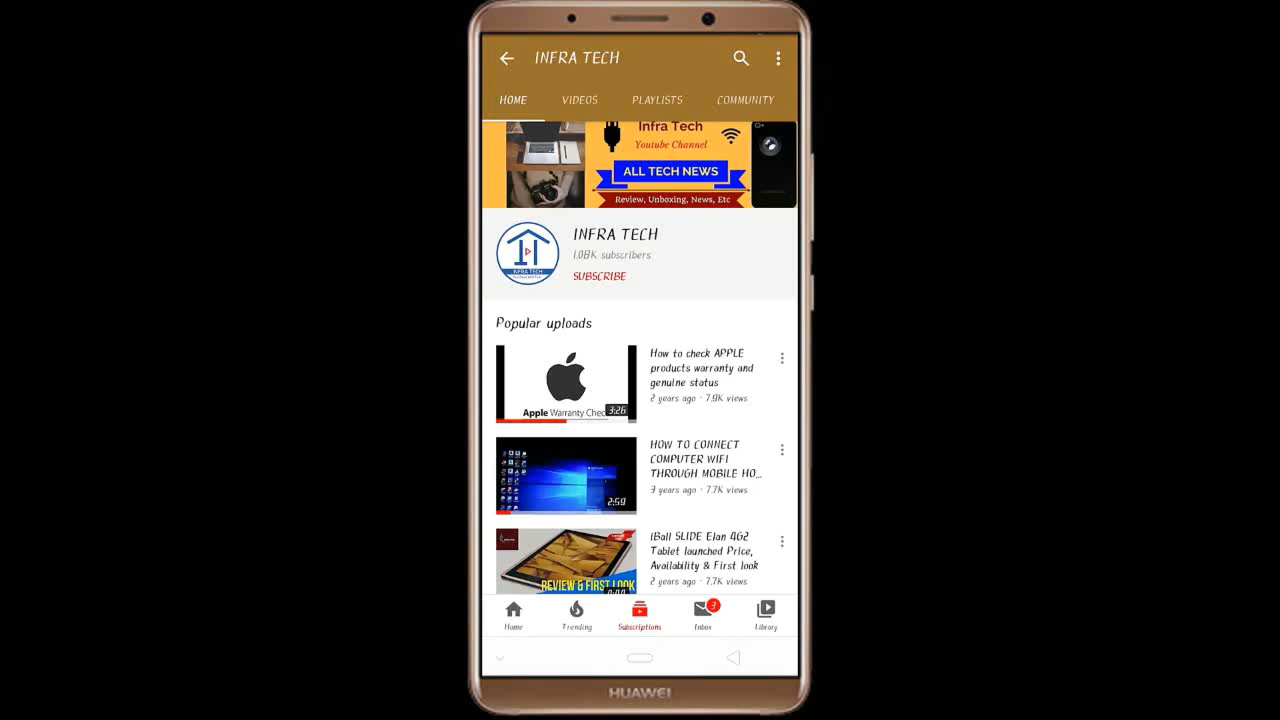 INFRA TECH
HOME VIDEOS PLAYLISTS COMMUNITY
Infra Tech
Youtube Channel
ALL TECH NEWS
Review, Unboxing, News, Etc
INFRA TECH
1.08K subscribers
INFRA TECH
SUBSCRIBE
Popular uploads
How to check APPLE
products warranty and
genuine status
2 years ago · 7.9K views
Apple Warranty Chec
3:26
HOW TO CONNECT
COMPUTER WIFI
THROUGH MOBILE HO...
3 years ago · 7.7K views
2:59
iBall SLIDE Elan 4G2
Tablet launched Price,
Availability & First look
2 years ago · 7.7K views
REVIEW & FIRST LOOK
3
Home Trending Subscriptions Inbox Library
HUAWEI